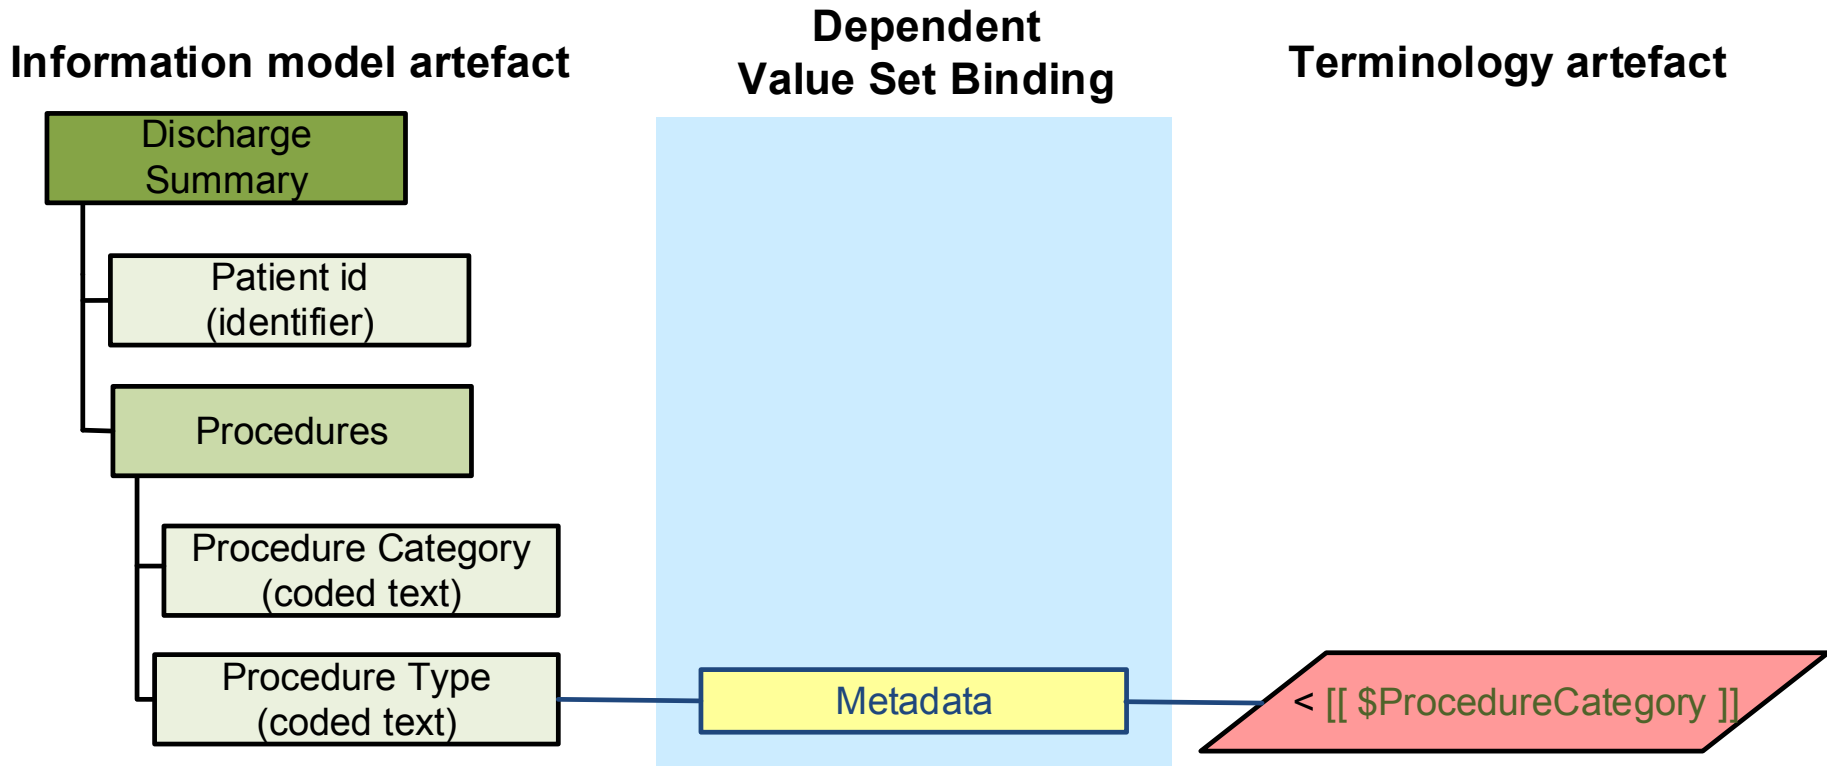 Information model artefact
Dependent
Value Set Binding
Terminology artefact
Discharge
Summary
Patient id
(identifier)
Procedures
Procedure Category
(coded text)
Procedure Type
(coded text)
Metadata
< [[ $ProcedureCategory ]]